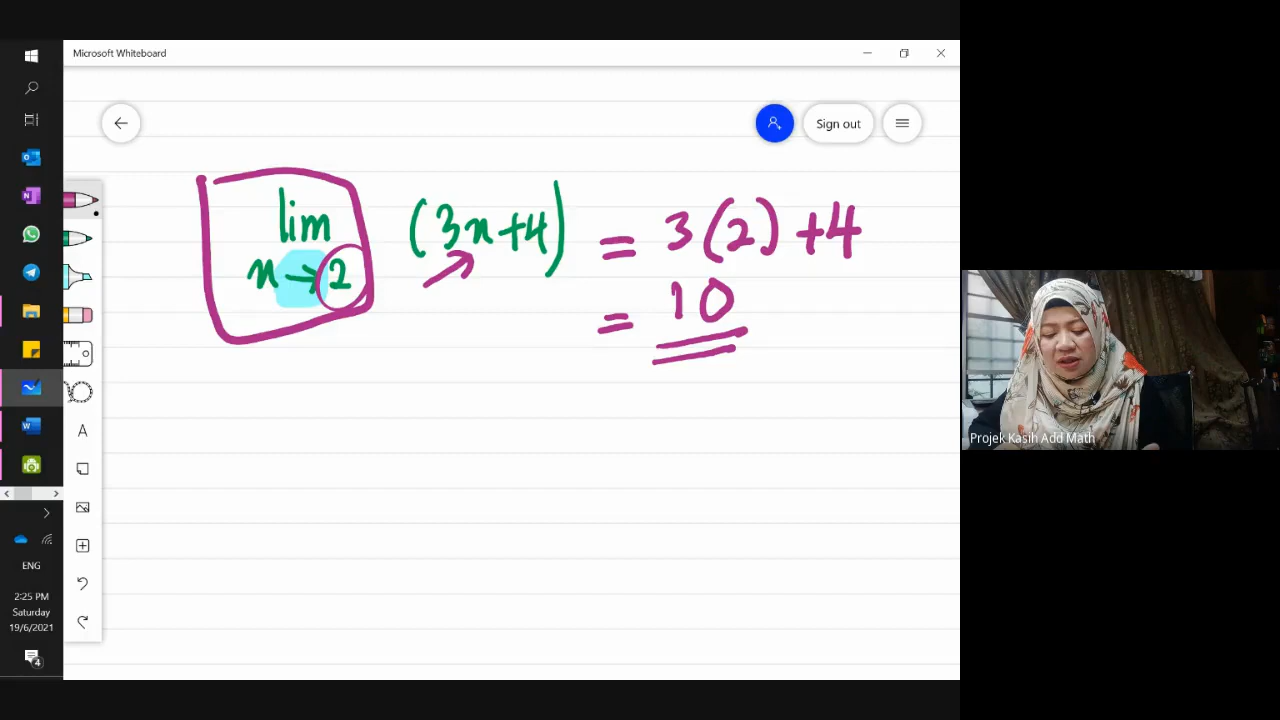 Microsoft Whiteboard
Sign out
lim (3x+4) = 3(2) +4
x → 2
= 10
A
Projek Kasih Add Math
ENG
2:25 PM
Saturday
19/6/2021
4